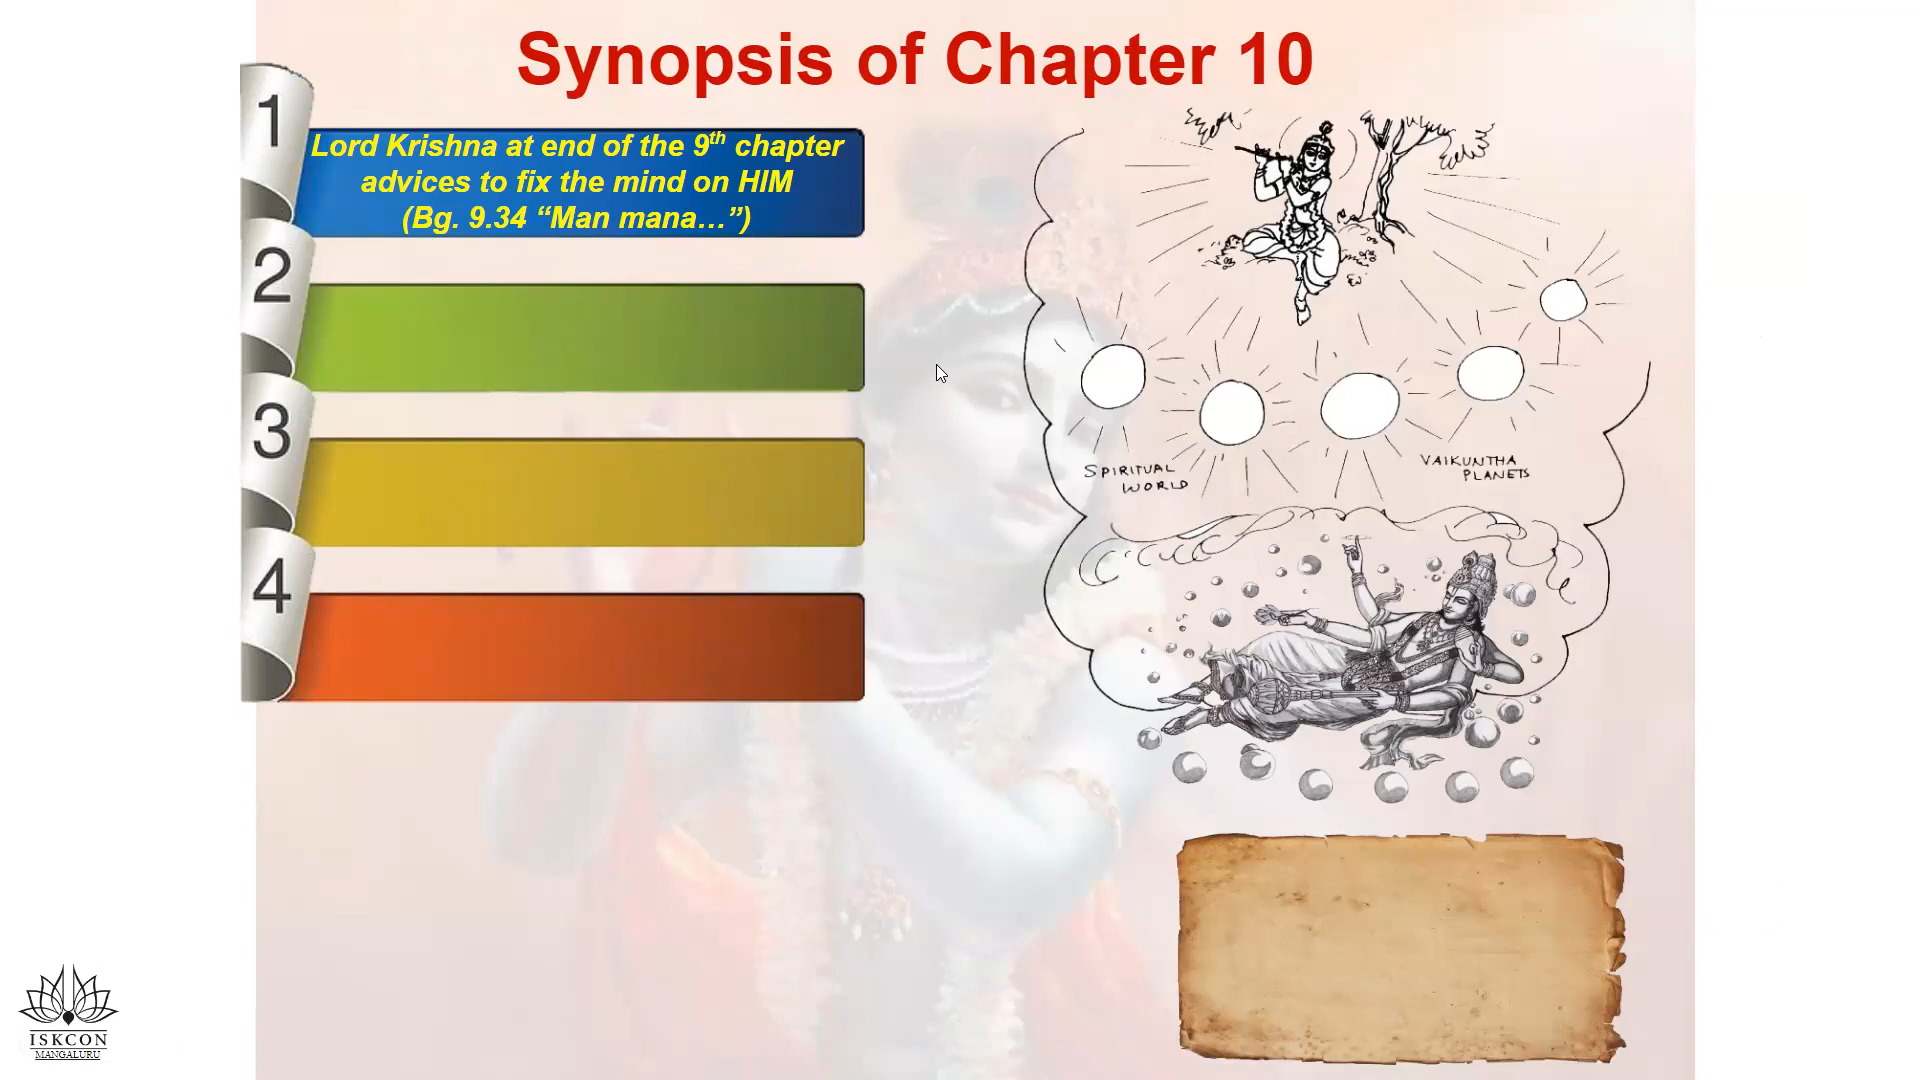 Synopsis of Chapter 10
1
Lord Krishna at end of the 9th chapter
advices to fix the mind on HIM
(Bg. 9.34 “Man mana…”)
2
3
4
SPIRITUAL
WORLD
VAIKUNTHA
PLANETS
ISKCON
MANGALURU